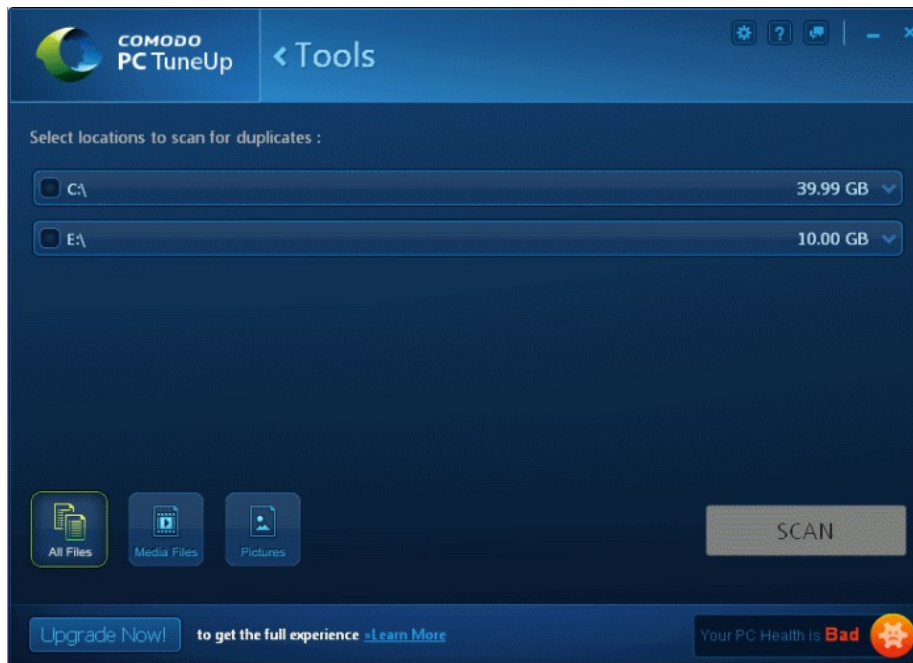 COMODO
PC TuneUp
Tools
?
Select locations to scan for duplicates :
C:\ 39.99 GB
E:\ 10.00 GB
All Files
Media Files
Pictures
SCAN
Upgrade Now! to get the full experience »Learn More
Your PC Health is Bad